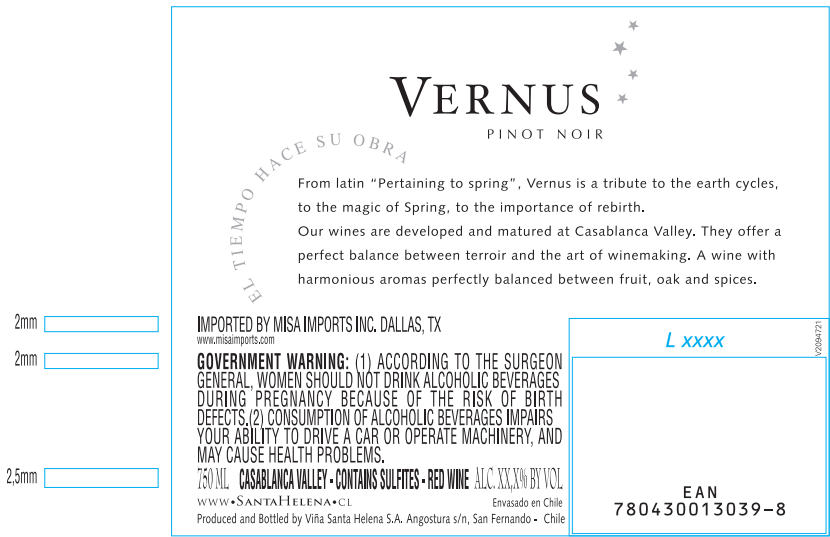 VERNUS
PINOT NOIR
EL TIEMPO HACE SU OBRA
From latin “Pertaining to spring”, Vernus is a tribute to the earth cycles,
to the magic of Spring, to the importance of rebirth.
Our wines are developed and matured at Casablanca Valley. They offer a
perfect balance between terroir and the art of winemaking. A wine with
harmonious aromas perfectly balanced between fruit, oak and spices.
2mm
IMPORTED BY MISA IMPORTS INC. DALLAS, TX
www.misaimports.com
2mm
GOVERNMENT WARNING: (1) ACCORDING TO THE SURGEON
GENERAL, WOMEN SHOULD NOT DRINK ALCOHOLIC BEVERAGES
DURING PREGNANCY BECAUSE OF THE RISK OF BIRTH
DEFECTS.(2) CONSUMPTION OF ALCOHOLIC BEVERAGES IMPAIRS
YOUR ABILITY TO DRIVE A CAR OR OPERATE MACHINERY, AND
MAY CAUSE HEALTH PROBLEMS.
2,5mm
750 ML CASABLANCA VALLEY - CONTAINS SULFITES - RED WINE ALC. XX,X% BY VOL
WWW•SANTAHELENA•CL
Envasado en Chile
Produced and Bottled by Viña Santa Helena S.A. Angostura s/n, San Fernando - Chile
L xxxx
V2094721
EAN
780430013039-8